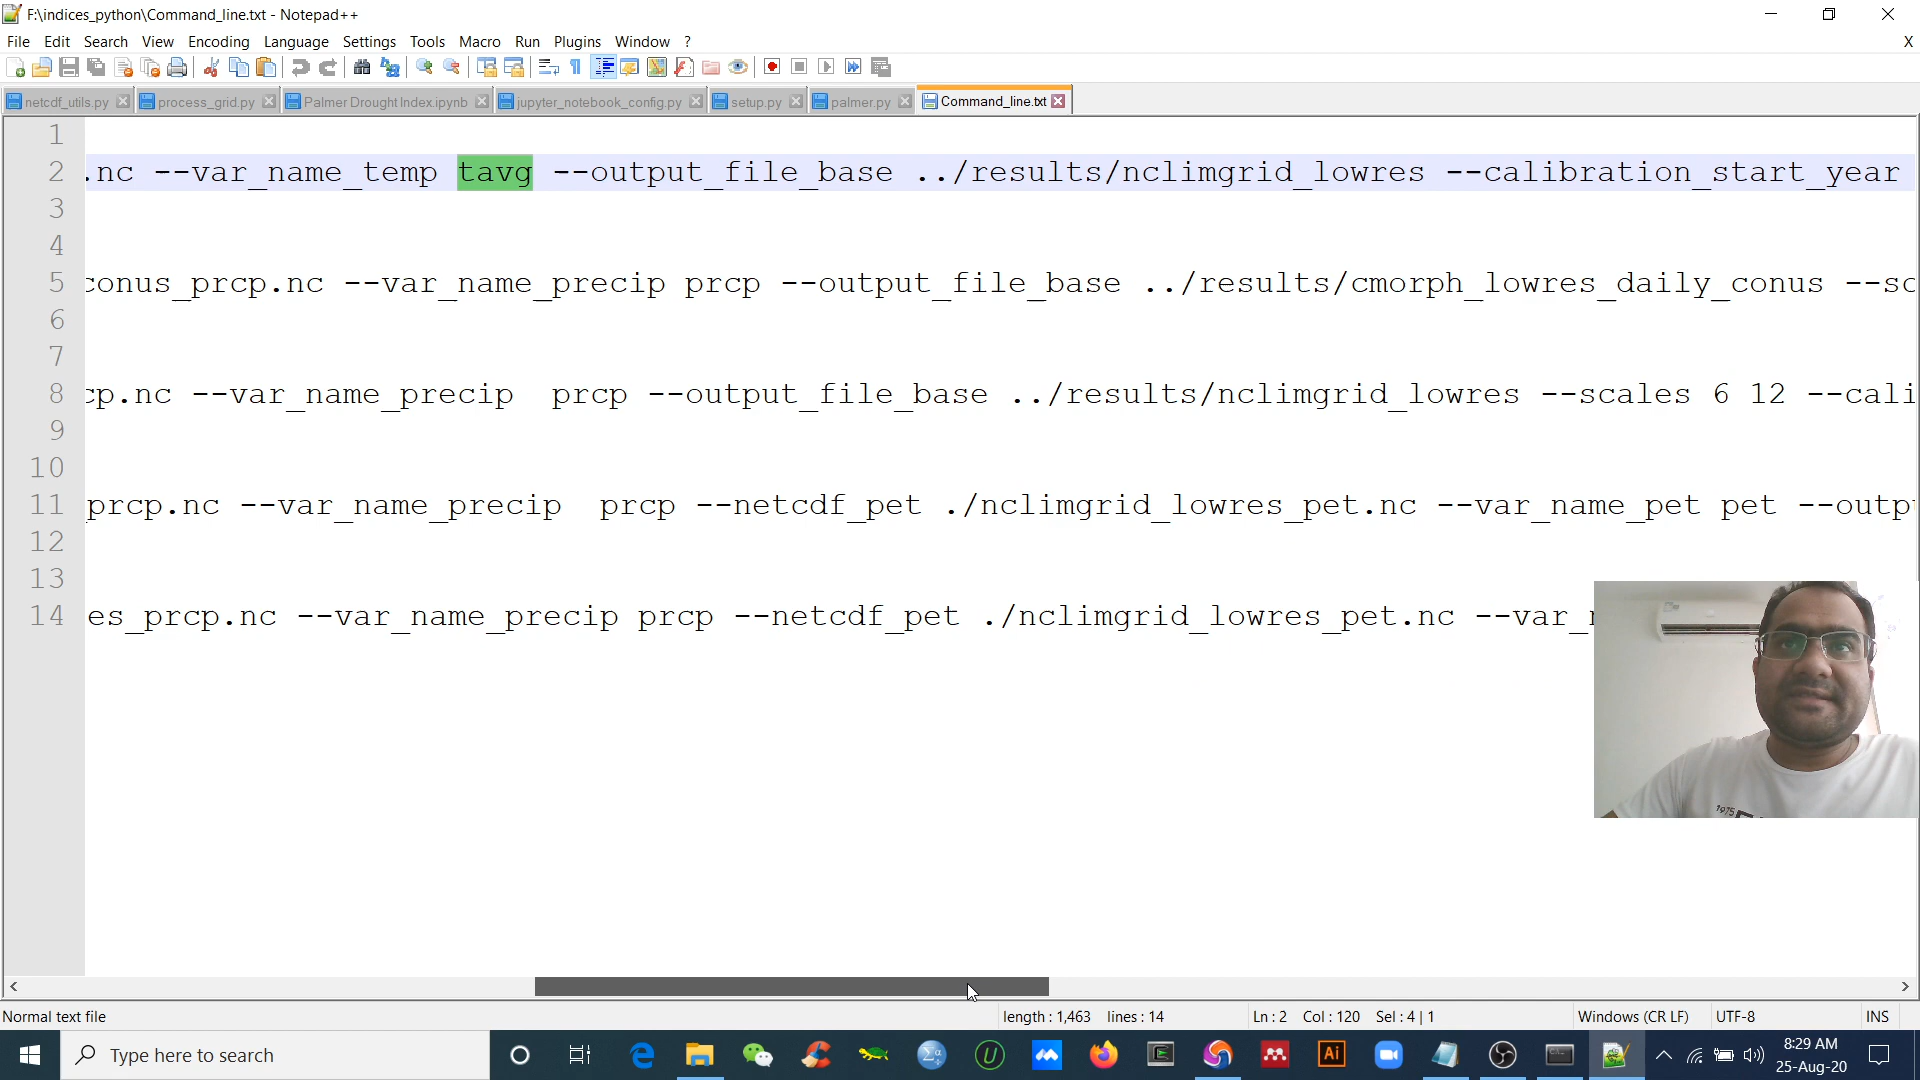 F:\indices_python\Command_line.txt - Notepad++
File Edit Search View Encoding Language Settings Tools Macro Run Plugins Window ? X
netcdf_utils.py process_grid.py Palmer Drought Index.ipynb jupyter_notebook_config.py setup.py palmer.py Command_line.txt
1
2 .nc --var_name_temp tavg --output_file_base ../results/nclimgrid_lowres --calibration_start_year
3
4
5 conus_prcp.nc --var_name_precip prcp --output_file_base ../results/cmorph_lowres_daily_conus --sc
6
7
8 cp.nc --var_name_precip  prcp --output_file_base ../results/nclimgrid_lowres --scales 6 12 --cali
9
10
11 prcp.nc --var_name_precip  prcp --netcdf_pet ./nclimgrid_lowres_pet.nc --var_name_pet pet --outp
12
13
14 es_prcp.nc --var_name_precip prcp --netcdf_pet ./nclimgrid_lowres_pet.nc --var_
1975
Normal text file length : 1,463 lines : 14 Ln : 2 Col : 120 Sel : 4 | 1 Windows (CR LF) UTF-8 INS
Type here to search
8:29 AM
25-Aug-20